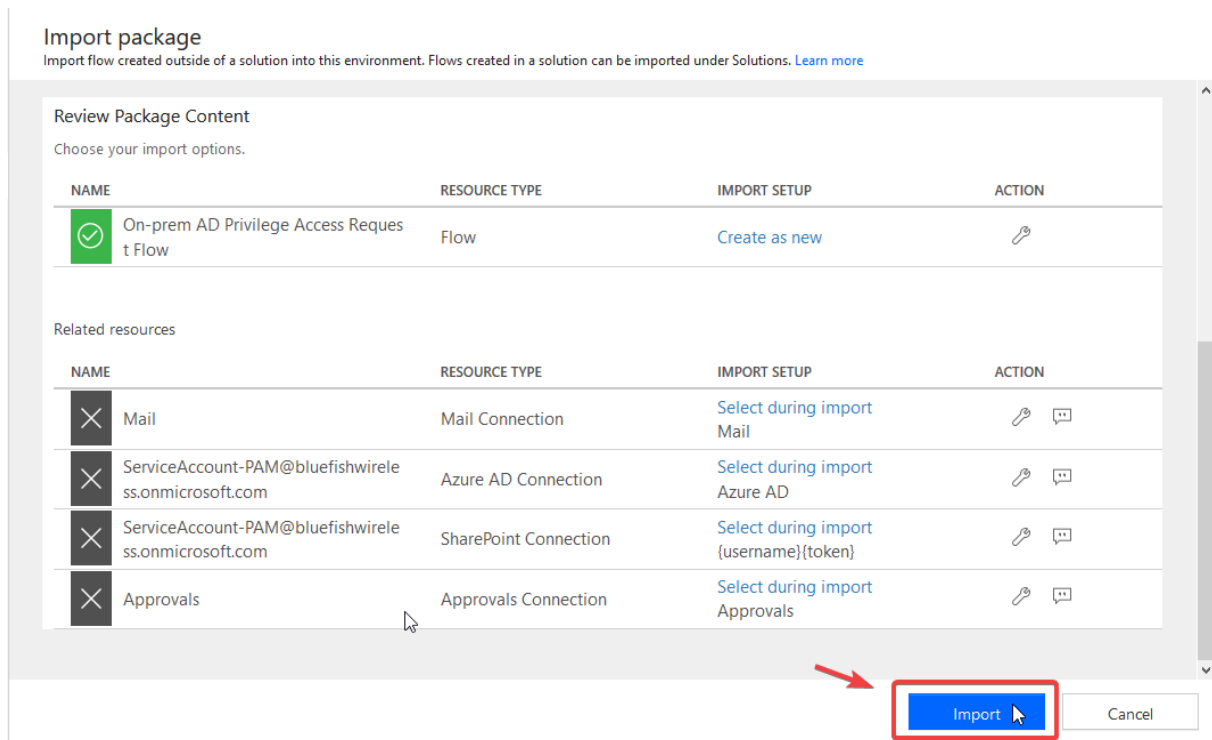 Import package
Import flow created outside of a solution into this environment. Flows created in a solution can be imported under Solutions. Learn more
Review Package Content
Choose your import options.
NAME RESOURCE TYPE IMPORT SETUP ACTION
On-prem AD Privilege Access Reques
t Flow
Flow
Create as new
Related resources
NAME RESOURCE TYPE IMPORT SETUP ACTION
Mail
Mail Connection
Select during import
Mail
ServiceAccount-PAM@bluefishwirele
ss.onmicrosoft.com
Azure AD Connection
Select during import
Azure AD
ServiceAccount-PAM@bluefishwirele
ss.onmicrosoft.com
SharePoint Connection
Select during import
{username}{token}
Approvals
Approvals Connection
Select during import
Approvals
Import
Cancel